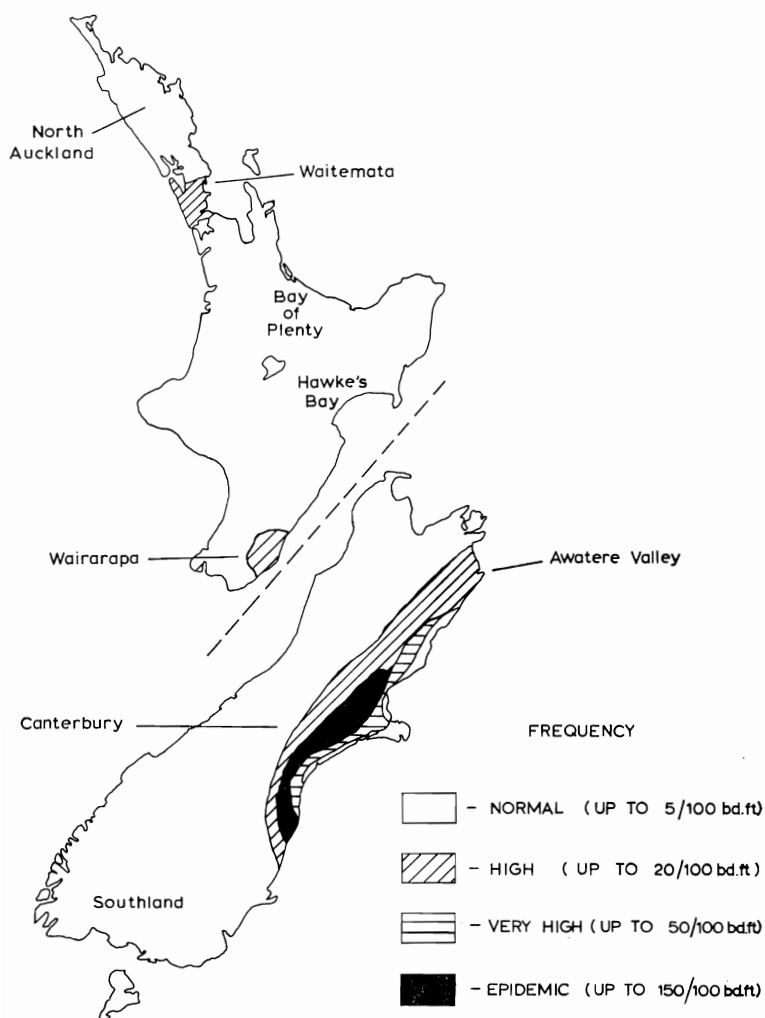 North
Auckland
Waitemata
Bay
of
Plenty
Hawke's
Bay
Wairarapa
Awatere Valley
Canterbury
FREQUENCY
- NORMAL (UP TO 5/100 bd.ft)
- HIGH (UP TO 20/100 bd.ft)
- VERY HIGH (UP TO 50/100 bd.ft)
Southland
- EPIDEMIC (UP TO 150/100 bd.ft)